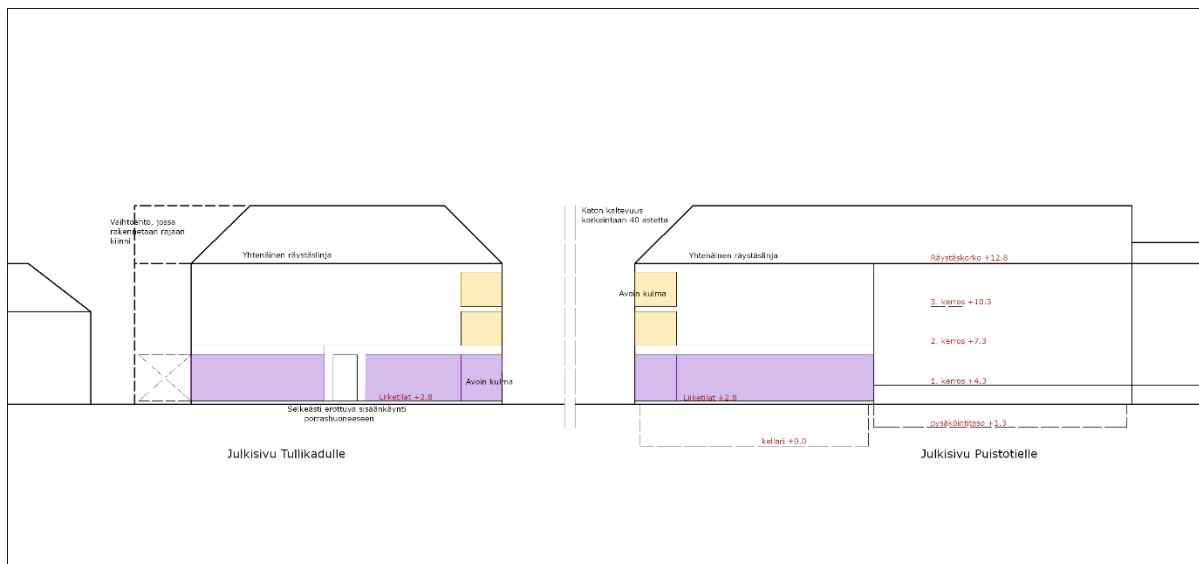 Vaihtoehto, jossa
rakennetaan rajaan
kiinni
Yhtenäinen räystäslinja
Avoin kulma
Liiketilat +2.8
Selkeästi erottuva sisäänkäynti
porrashuoneeseen
Julkisivu Tullikadulle
Katon kaltevuus
korkeintaan 40 astetta
Yhtenäinen räystäslinja
Räystäskorko +12.8
Avoin kulma
3. kerros +10.3
2. kerros +7.3
1. kerros +4.3
Liiketilat +2.8
pysäköintitaso +1.3
kellari +0.0
Julkisivu Puistotielle